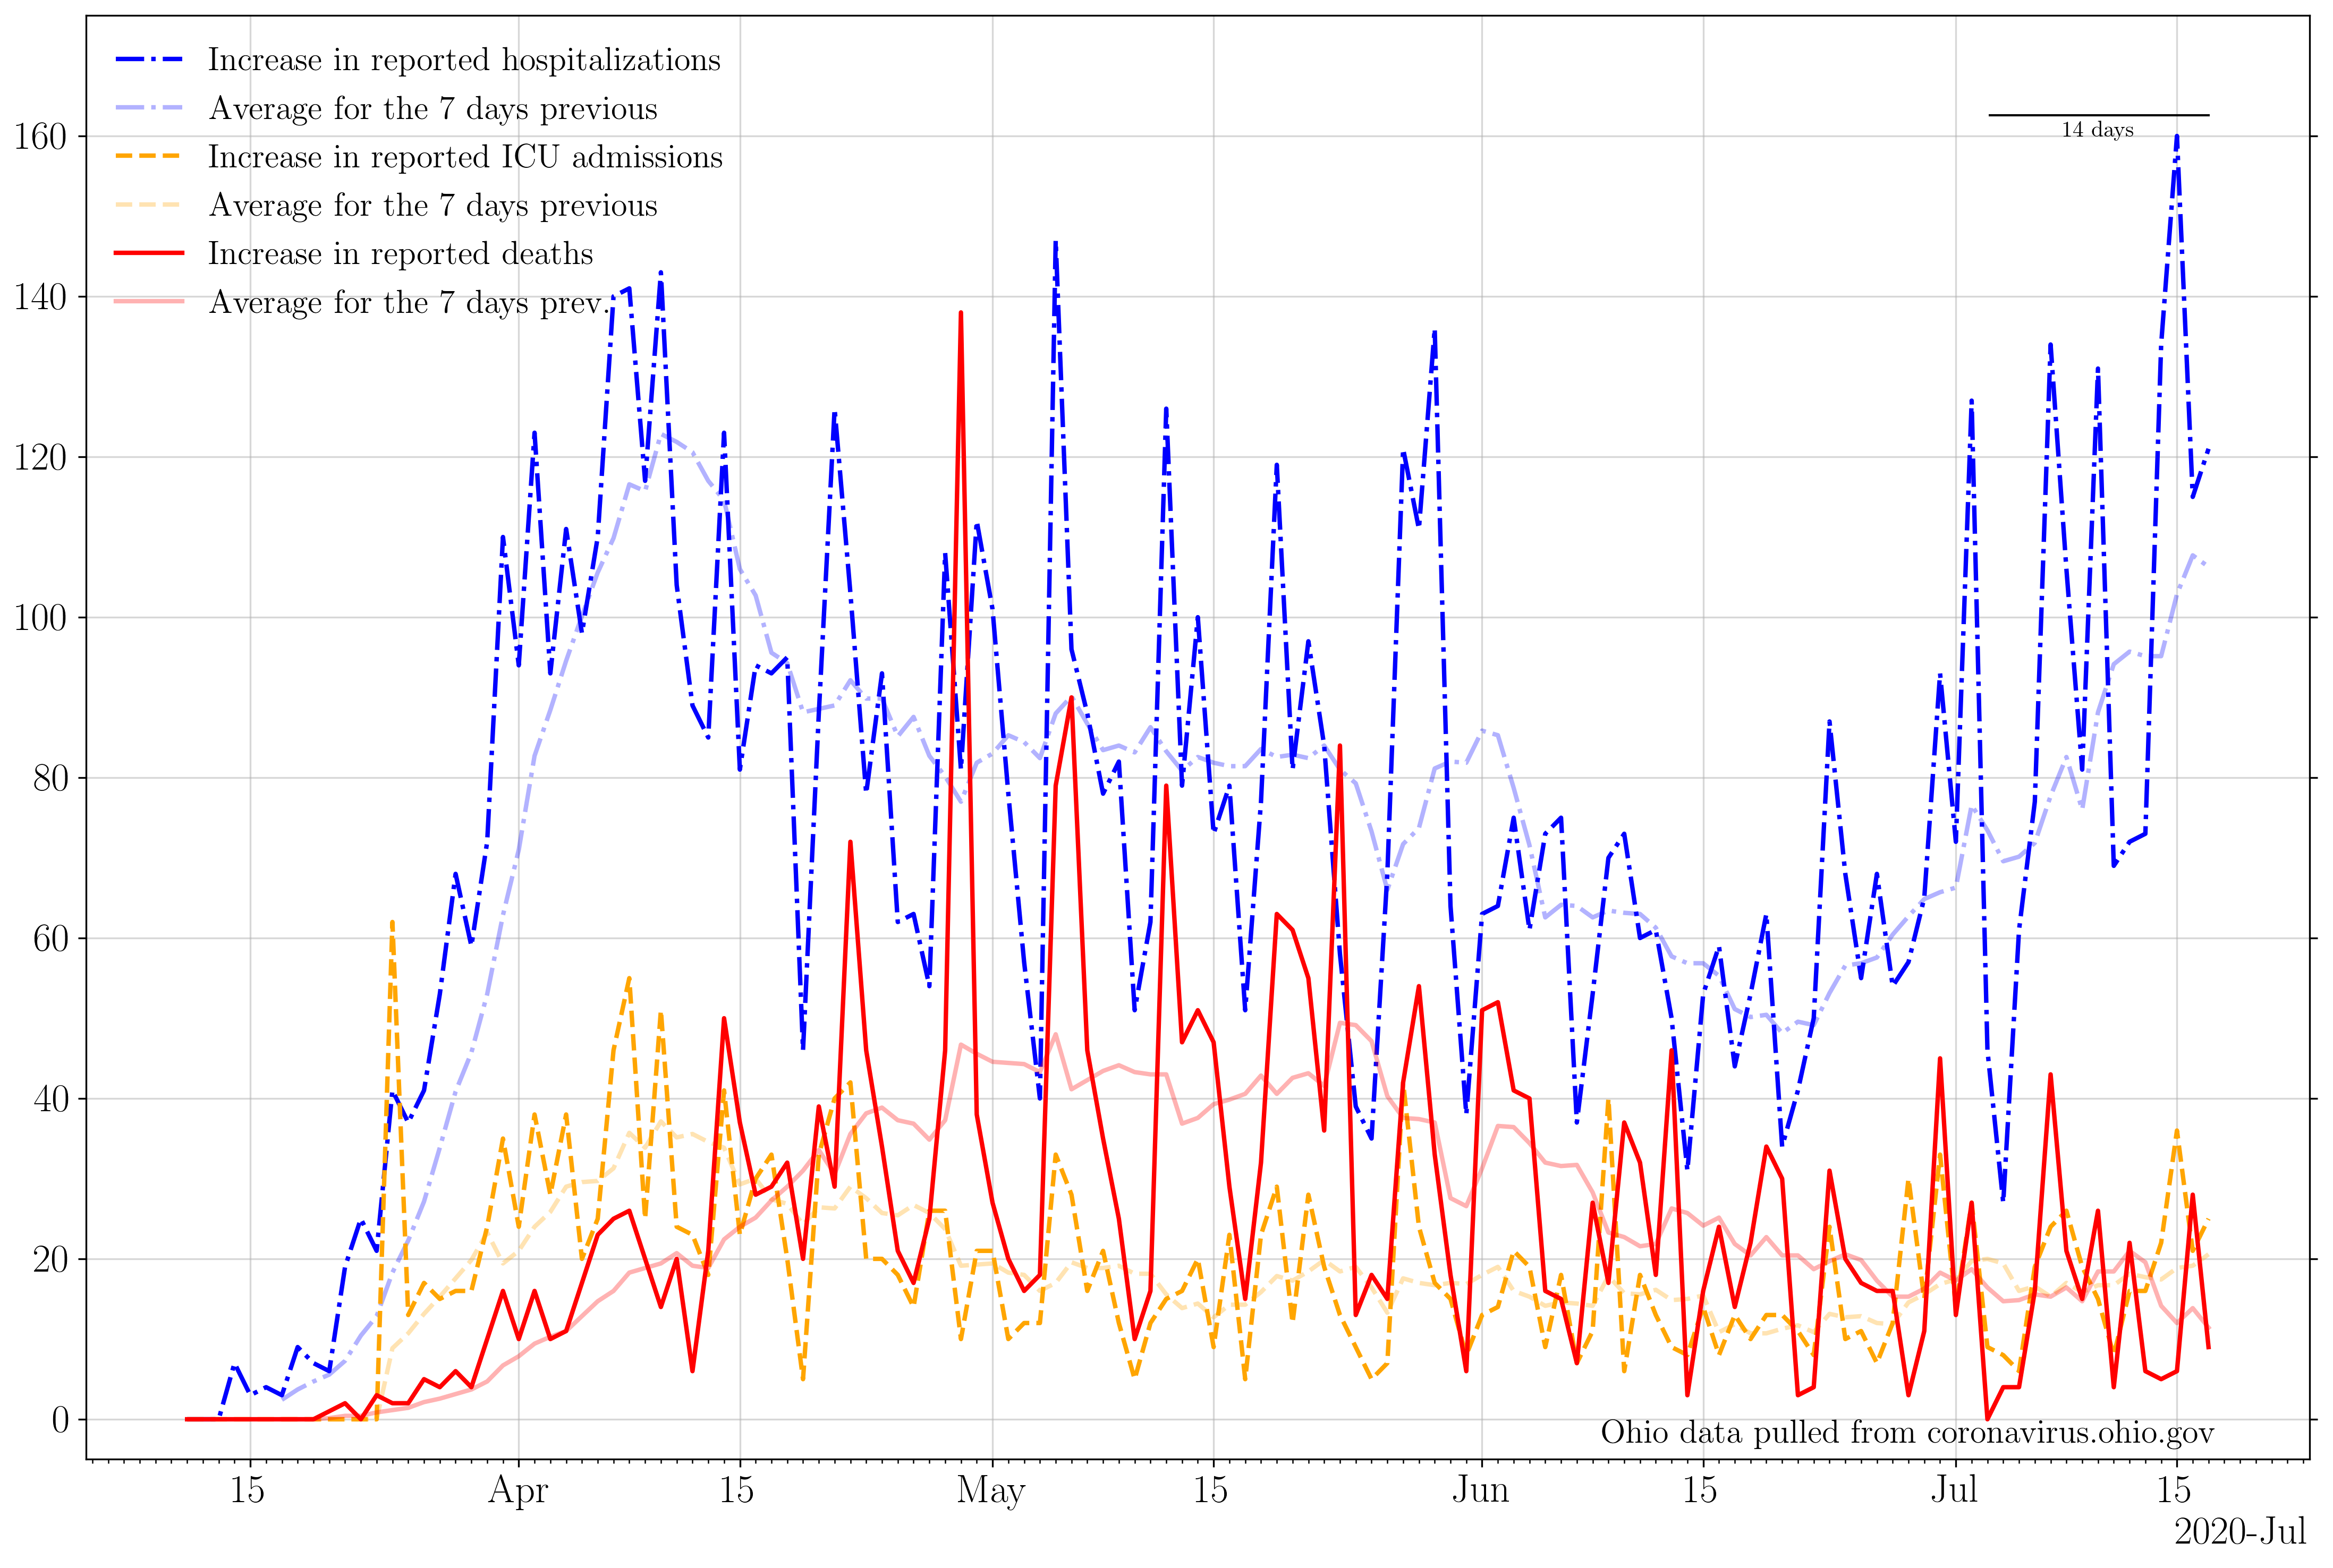 Increase in reported hospitalizations
Average for the 7 days previous
Increase in reported ICU admissions
Average for the 7 days previous
Increase in reported deaths
Average for the 7 days prev.
14 days
160
140
120
100
80
60
40
20
0
Ohio data pulled from coronavirus.ohio.gov
15 Apr 15 May 15 Jun 15 Jul 15
2020-Jul